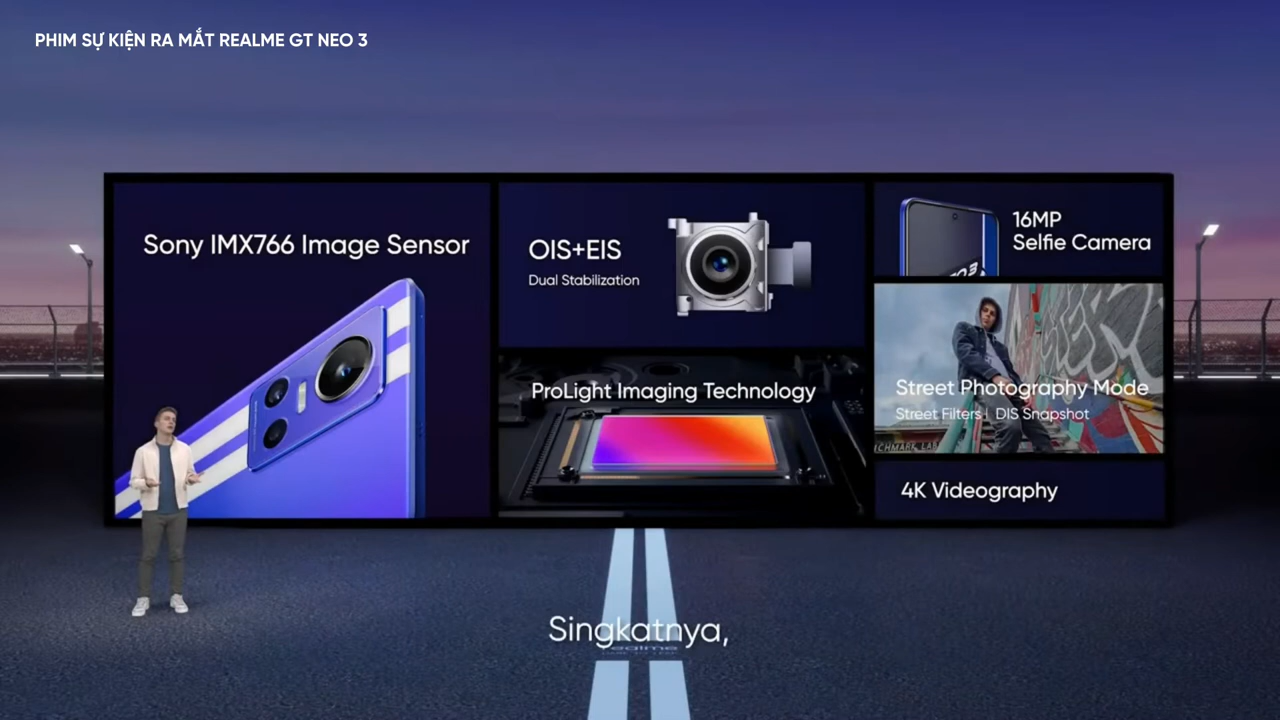 PHIM SỰ KIỆN RA MẮT REALME GT NEO 3
Sony IMX766 Image Sensor
OIS+EIS
Dual Stabilization
ProLight Imaging Technology
16MP
Selfie Camera
Street Photography Mode
Street Filters | DIS Snapshot
4K Videography
Singkatnya,
realme